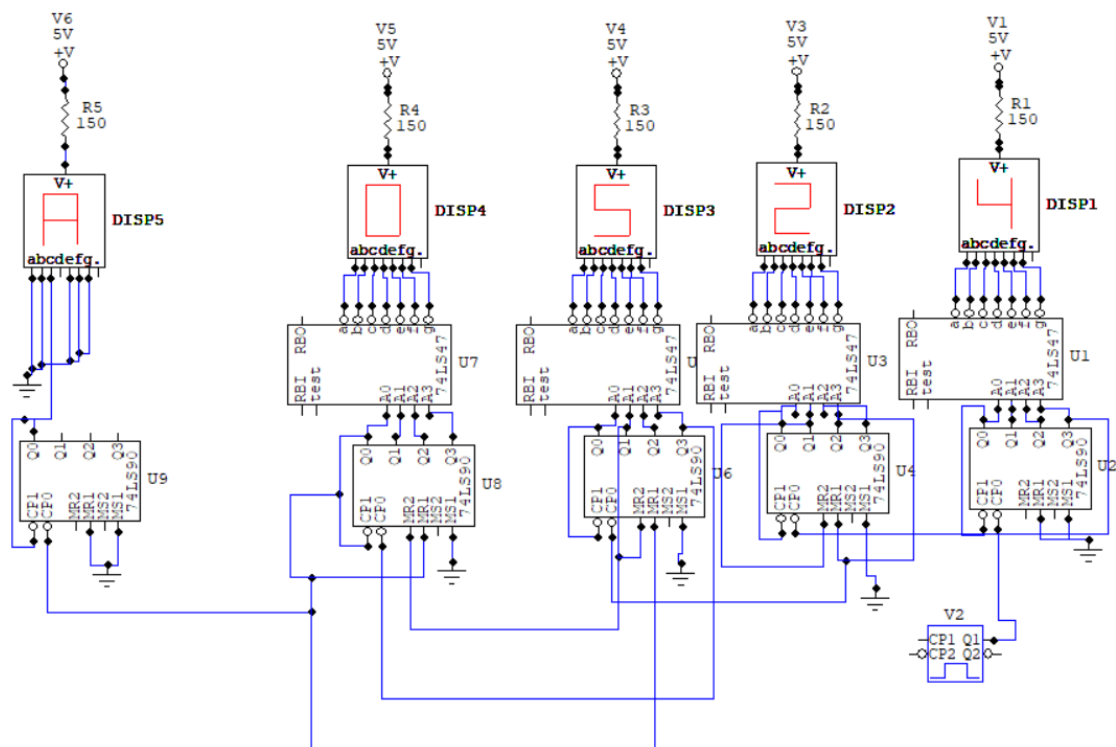 V6
5V
+V
V5
5V
+V
V4
5V
+V
V3
5V
+V
V1
5V
+V
R5
150
R4
150
R3
150
R2
150
R1
150
V+
A
abcdefg.
DISP5
V+
0
abcdefg.
DISP4
V+
5
abcdefg.
DISP3
V+
2
abcdefg.
DISP2
V+
4
abcdefg.
DISP1
a b c d e f g
RBO
RBI
test
A0 A1 A2 A3
74LS47
U7
a b c d e f g
RBO
RBI
test
A0 A1 A2 A3
74LS47
U
a b c d e f g
RBO
RBI
test
A0 A1 A2 A3
74LS47
U3
a b c d e f g
RBO
RBI
test
A0 A1 A2 A3
74LS47
U1
Q0 Q1 Q2 Q3
CP1 CP0 MR2 MR1 MS2 MS1
74LS90
U9
Q0 Q1 Q2 Q3
CP1 CP0 MR2 MR1 MS2 MS1
74LS90
U8
Q0 Q1 Q2 Q3
CP1 CP0 MR2 MR1 MS2 MS1
74LS90
U6
Q0 Q1 Q2 Q3
CP1 CP0 MR2 MR1 MS2 MS1
74LS90
U4
Q0 Q1 Q2 Q3
CP1 CP0 MR2 MR1 MS2 MS1
74LS90
U2
V2
CP1 Q1
CP2 Q2